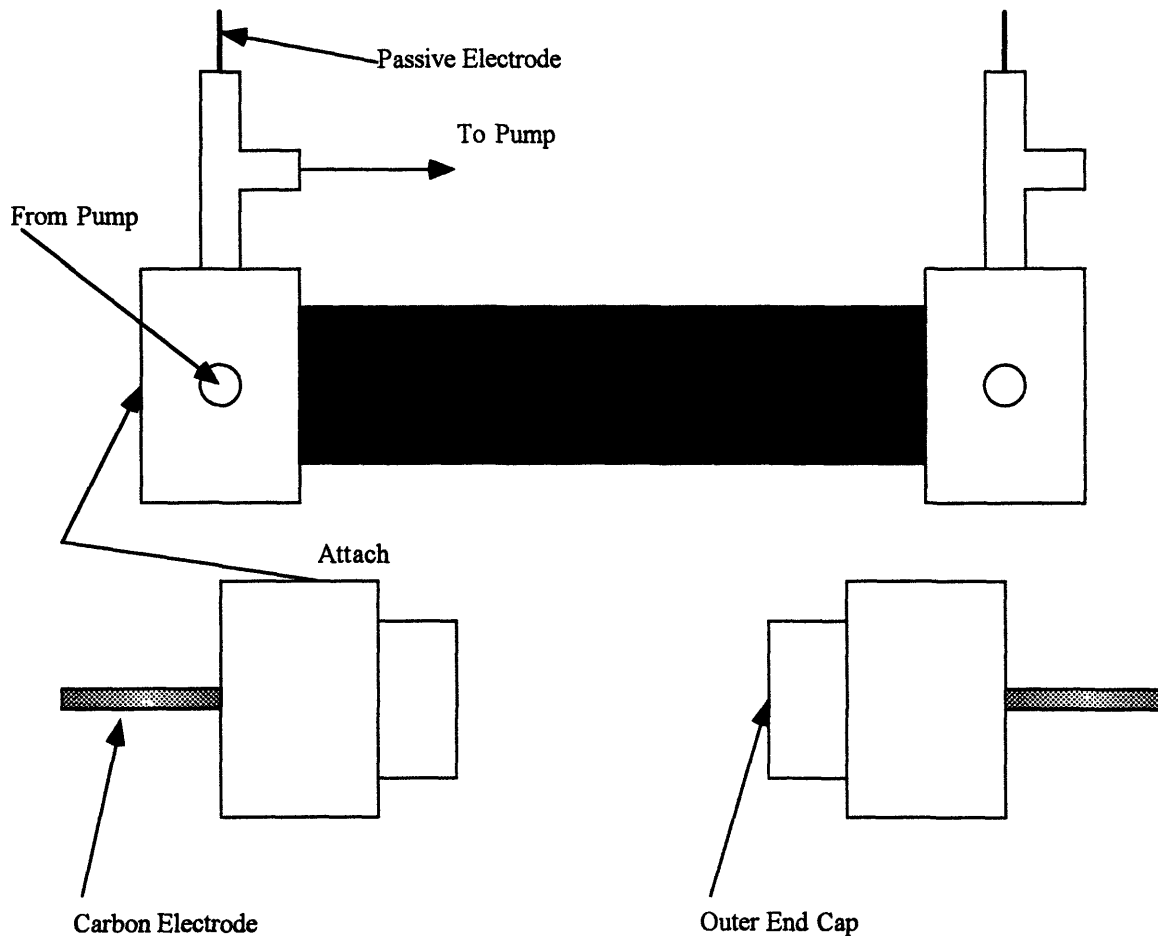 Passive Electrode
To Pump
From Pump
Attach
Carbon Electrode
Outer End Cap